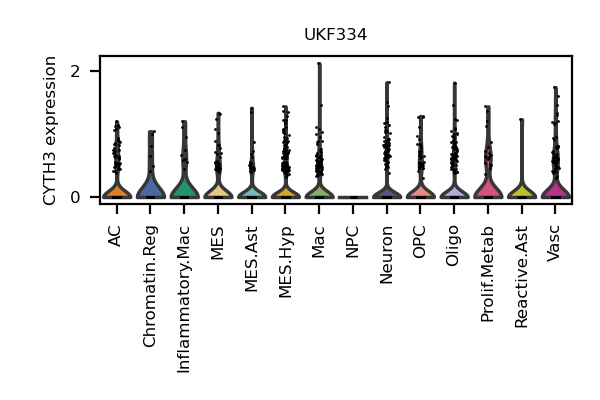 UKF334
CYTH3 expression
2
0
AC
Chromatin.Reg
Inflammatory.Mac
MES
MES.Ast
MES.Hyp
Mac
NPC
Neuron
OPC
Oligo
Prolif.Metab
Reactive.Ast
Vasc